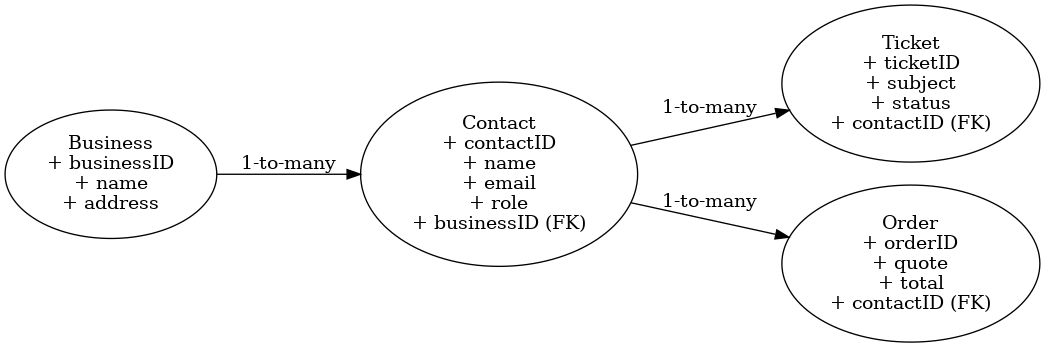 Business
+ businessID
+ name
+ address
1-to-many
Contact
+ contactID
+ name
+ email
+ role
+ businessID (FK)
1-to-many
Ticket
+ ticketID
+ subject
+ status
+ contactID (FK)
1-to-many
Order
+ orderID
+ quote
+ total
+ contactID (FK)